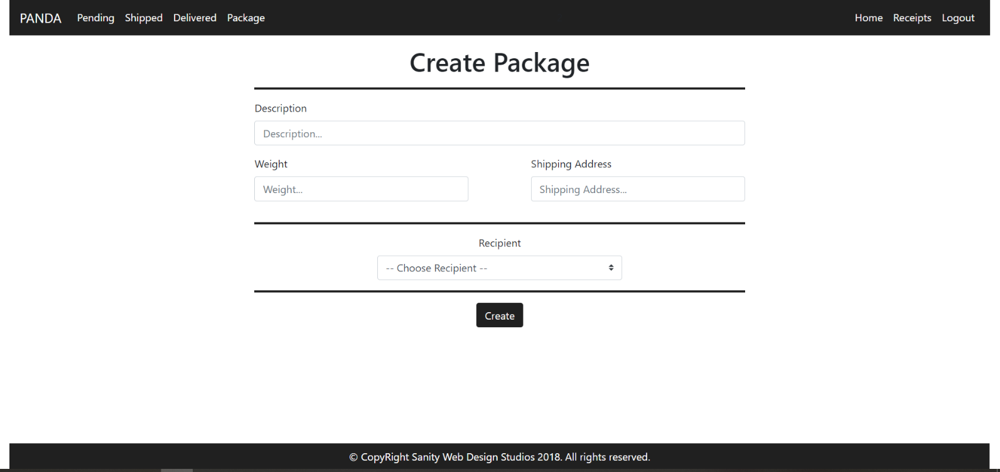 PANDA Pending Shipped Delivered Package Home Receipts Logout
Create Package
Description
Description...
Weight Shipping Address
Weight... Shipping Address...
Recipient
-- Choose Recipient --
Create
© CopyRight Sanity Web Design Studios 2018. All rights reserved.